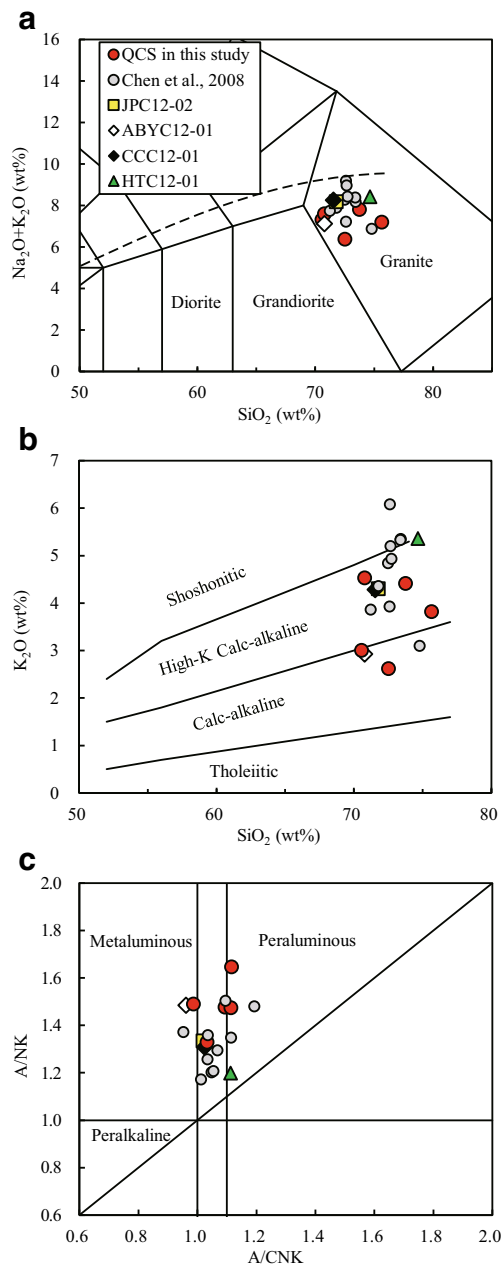 a
16
14
12
10
8
6
4
2
0
Na₂O+K₂O (wt%)
QCS in this study
Chen et al., 2008
JPC12-02
ABYC12-01
CCC12-01
HTC12-01
Diorite
Grandiorite
Granite
50 60 70 80
SiO₂ (wt%)
b
7
6
5
4
3
2
1
0
K₂O (wt%)
Shoshonitic
High-K Calc-alkaline
Calc-alkaline
Tholeiitic
50 60 70 80
SiO₂ (wt%)
c
2.0
1.8
1.6
1.4
1.2
1.0
0.8
0.6
A/NK
Metaluminous
Peraluminous
Peralkaline
0.6 0.8 1.0 1.2 1.4 1.6 1.8 2.0
A/CNK